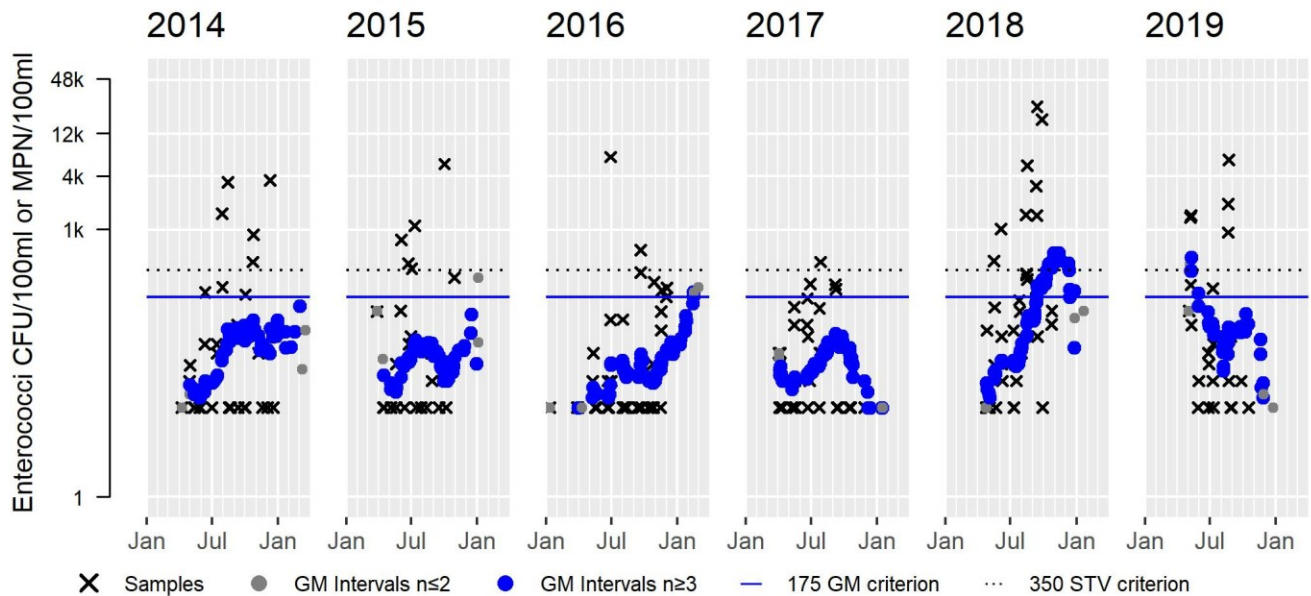 2014 2015 2016 2017 2018 2019
Enterococci CFU/100ml or MPN/100ml
48k
12k
4k
1k
1
Jan Jul Jan Jan Jul Jan Jan Jul Jan Jan Jul Jan Jan Jul Jan Jan Jul Jan
Samples GM Intervals n≤2 GM Intervals n≥3 175 GM criterion 350 STV criterion